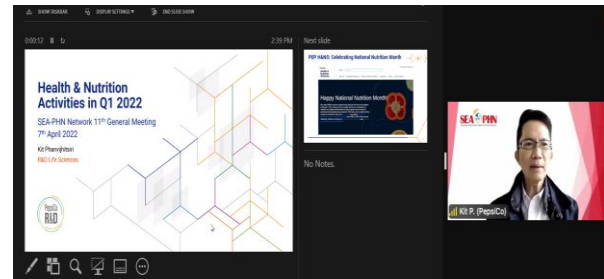 SHOW TASKBAR DISPLAY SETTINGS ▾ END SLIDE SHOW
0:00:12
2:39 PM
Next slide
Health & Nutrition
Activities in Q1 2022
SEA-PHN Network 11th General Meeting
7th April 2022
Kit Phanvijhitsiri
R&D Life Sciences
PepsiCo
R&D
PEP H&NS: Celebrating National Nutrition Month
Happy National Nutrition Month
No Notes.
SEA PHN
Kit P. (PepsiCo)